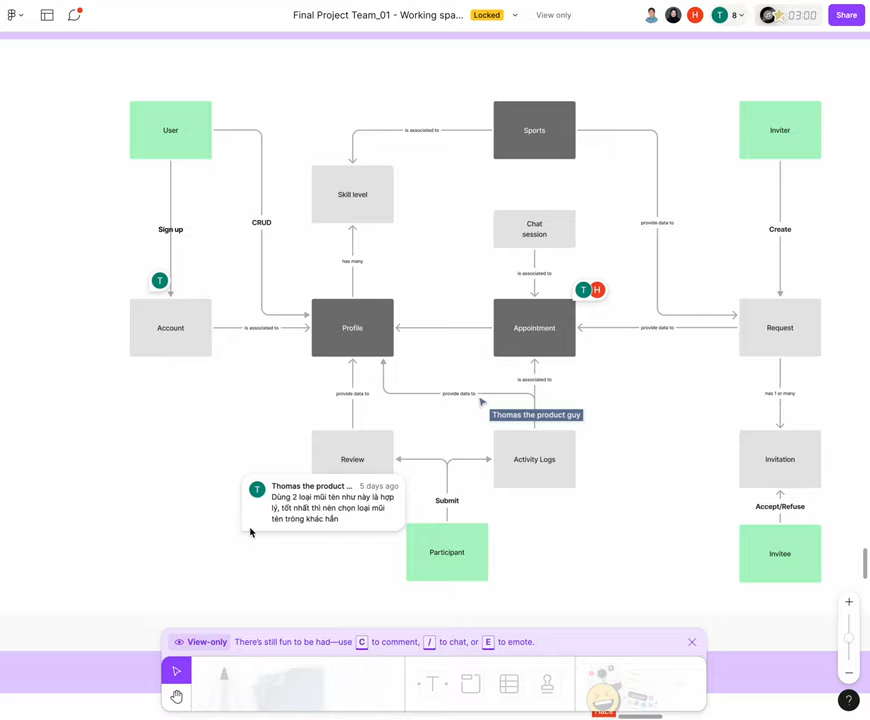 Final Project Team_01 - Working spa...
Locked
View only
H
T
8
03:00
Share
User
Sports
Inviter
is associated to
Skill level
Chat
session
CRUD
Sign up
provide data to
Create
has many
is associated to
T
T
H
Account
is associated to
Profile
Appointment
provide data to
Request
is associated to
provide data to
provide data to
has 1 or many
Thomas the product guy
Review
Activity Logs
Invitation
T
Thomas the product ...
5 days ago
Dùng 2 loại mũi tên như này là hợp
lý, tốt nhất thì nên chọn loại mũi
tên trông khác hẳn
Submit
Accept/Refuse
Participant
Invitee
View-only
There's still fun to be had—use C to comment, / to chat, or E to emote.
T
?